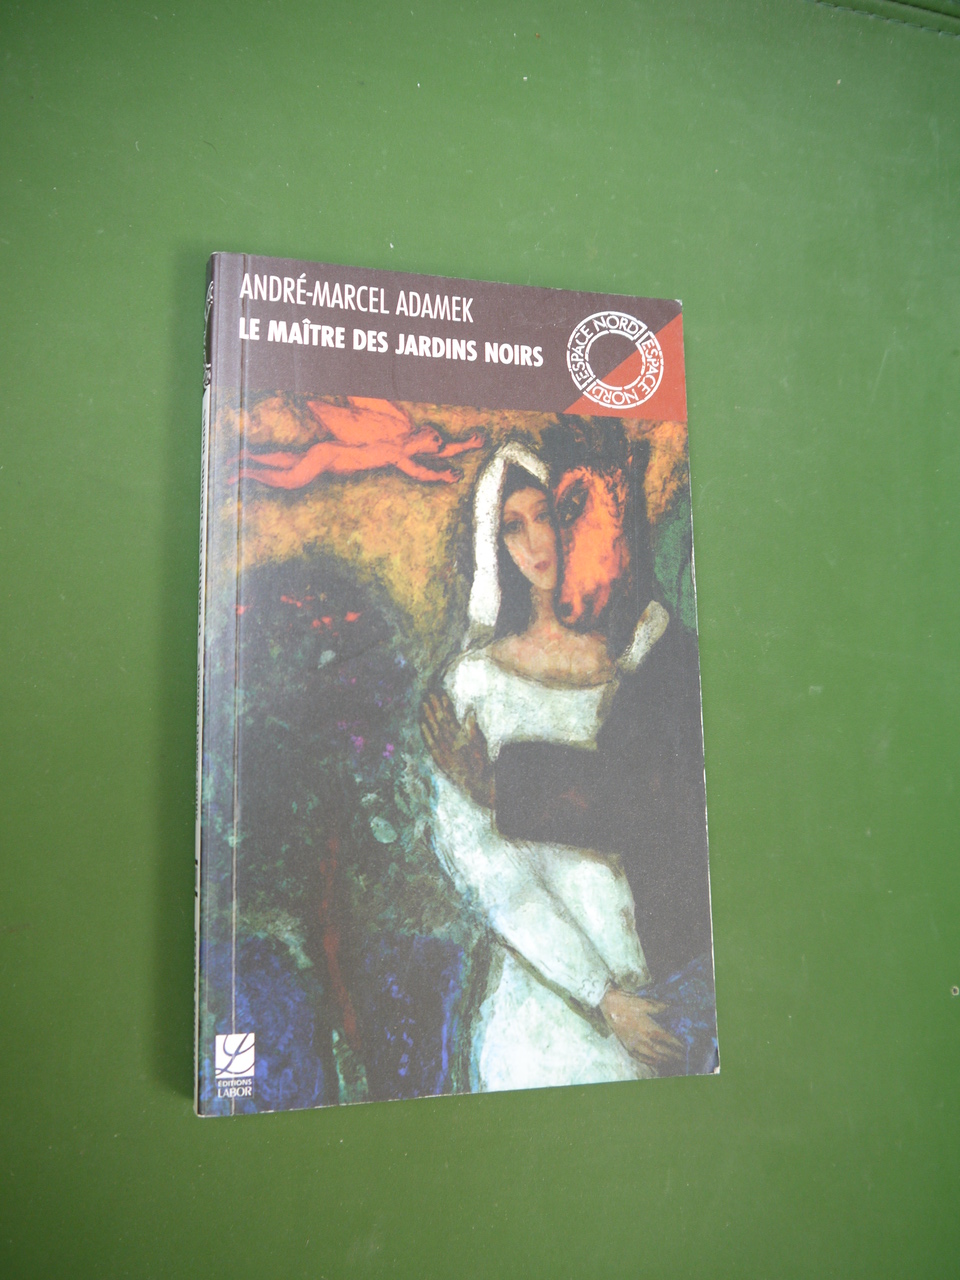 ANDRÉ-MARCEL ADAMEK
LE MAÎTRE DES JARDINS NOIRS
ESPACE NORD
ESPACE NORD
ÉDITIONS
LABOR